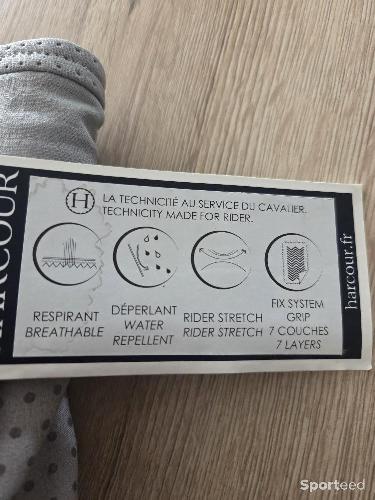 HARCOUR
H
LA TECHNICITÉ AU SERVICE DU CAVALIER.
TECHNICITY MADE FOR RIDER.
RESPIRANT
BREATHABLE
DÉPERLANT
WATER
REPELLENT
RIDER STRETCH
RIDER STRETCH
FIX SYSTEM
GRIP
7 COUCHES
7 LAYERS
harcour.fr
Sporteed